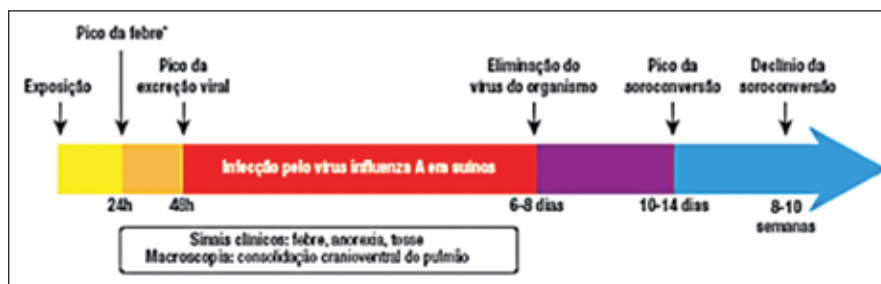 Pico da febre*
Exposição
Pico da
excreção viral
Eliminação do
vírus do organismo
Pico da
soroconversão
Declínio da
soroconversão
Infecção pelo vírus influenza A em suínos
24h
48h
6-8 dias
10-14 dias
8-10
semanas
Sinais clínicos: febre, anorexia, tosse
Macroscopia: consolidação cranioventral do pulmão